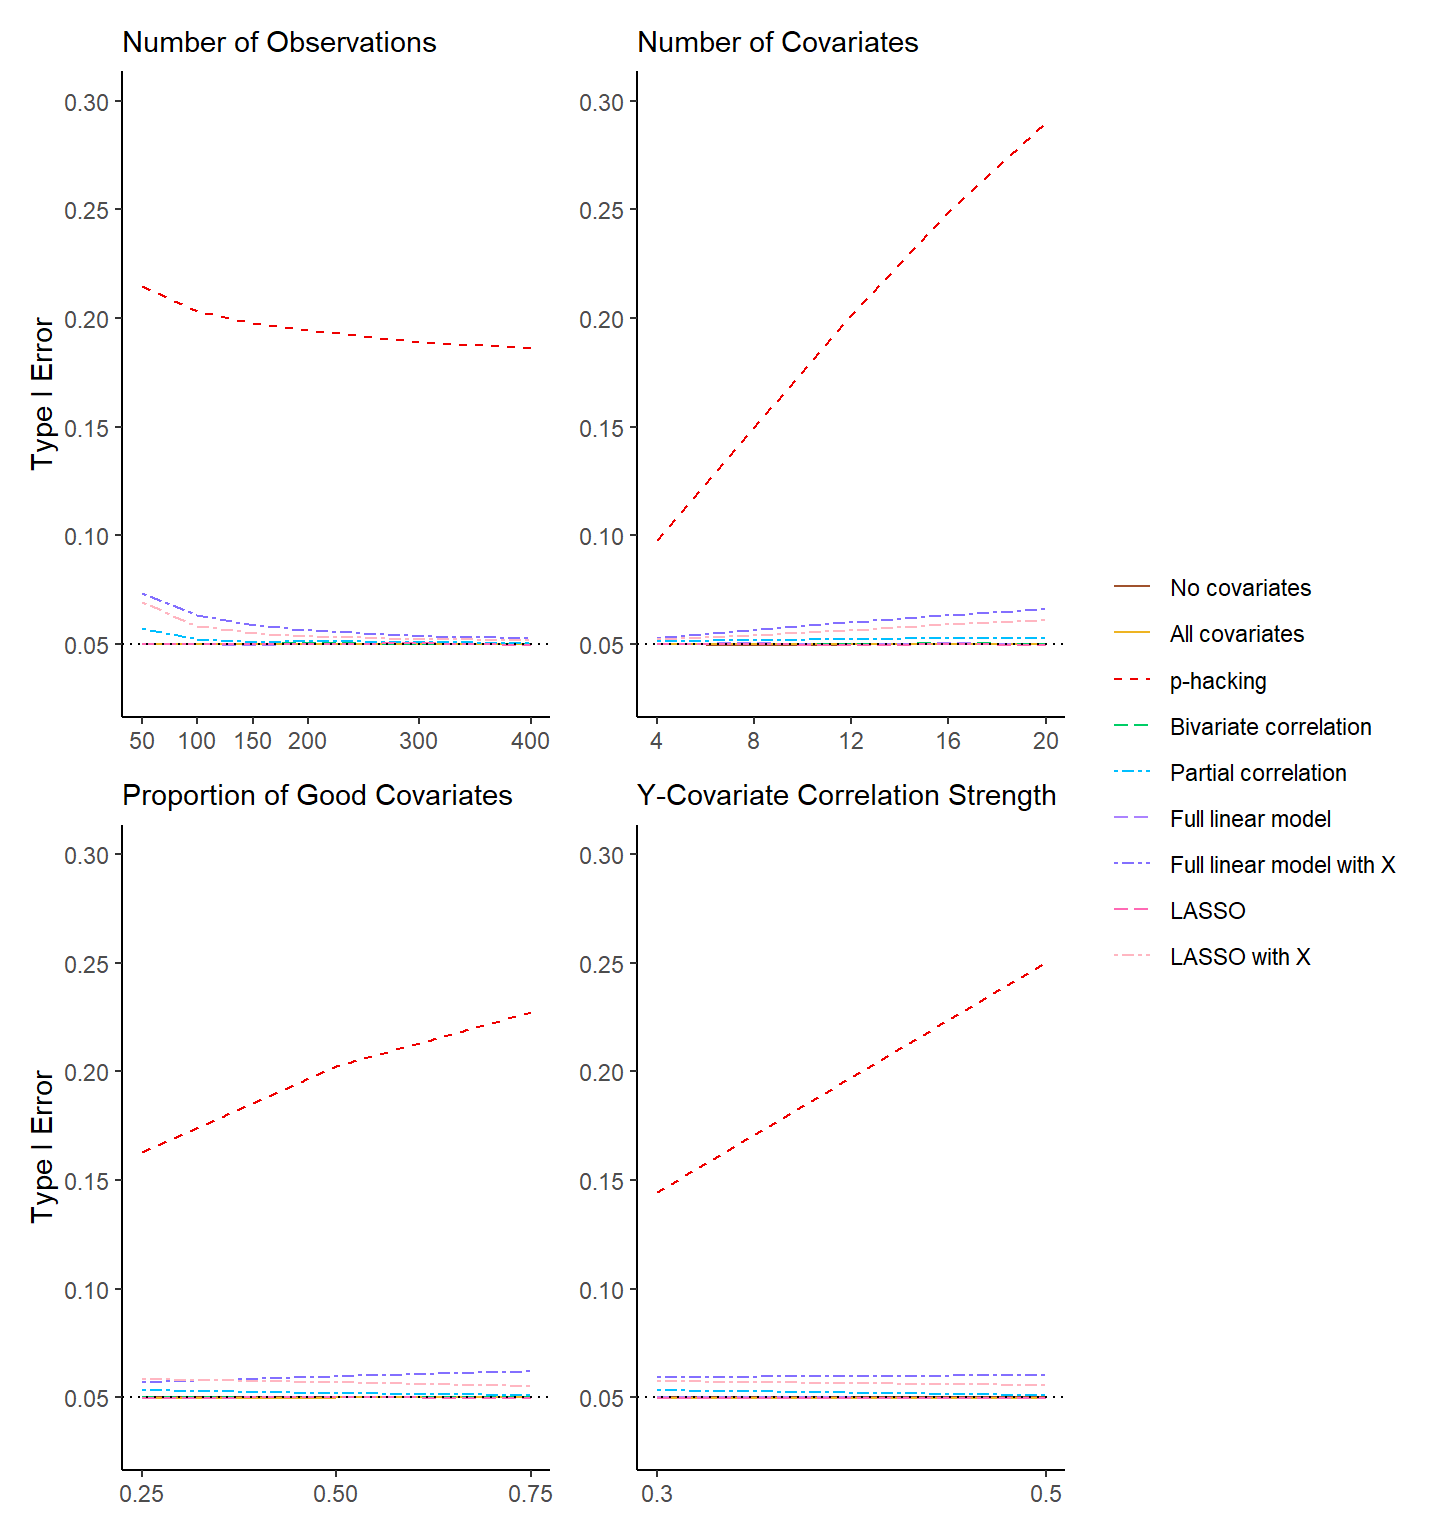 Number of Observations
Number of Covariates
Type I Error
0.30
0.25
0.20
0.15
0.10
0.05
50 100 150 200 300 400
0.30
0.25
0.20
0.15
0.10
0.05
4 8 12 16 20
Proportion of Good Covariates
Y-Covariate Correlation Strength
Type I Error
0.30
0.25
0.20
0.15
0.10
0.05
0.25 0.50 0.75
0.30
0.25
0.20
0.15
0.10
0.05
0.3 0.5
No covariates
All covariates
p-hacking
Bivariate correlation
Partial correlation
Full linear model
Full linear model with X
LASSO
LASSO with X